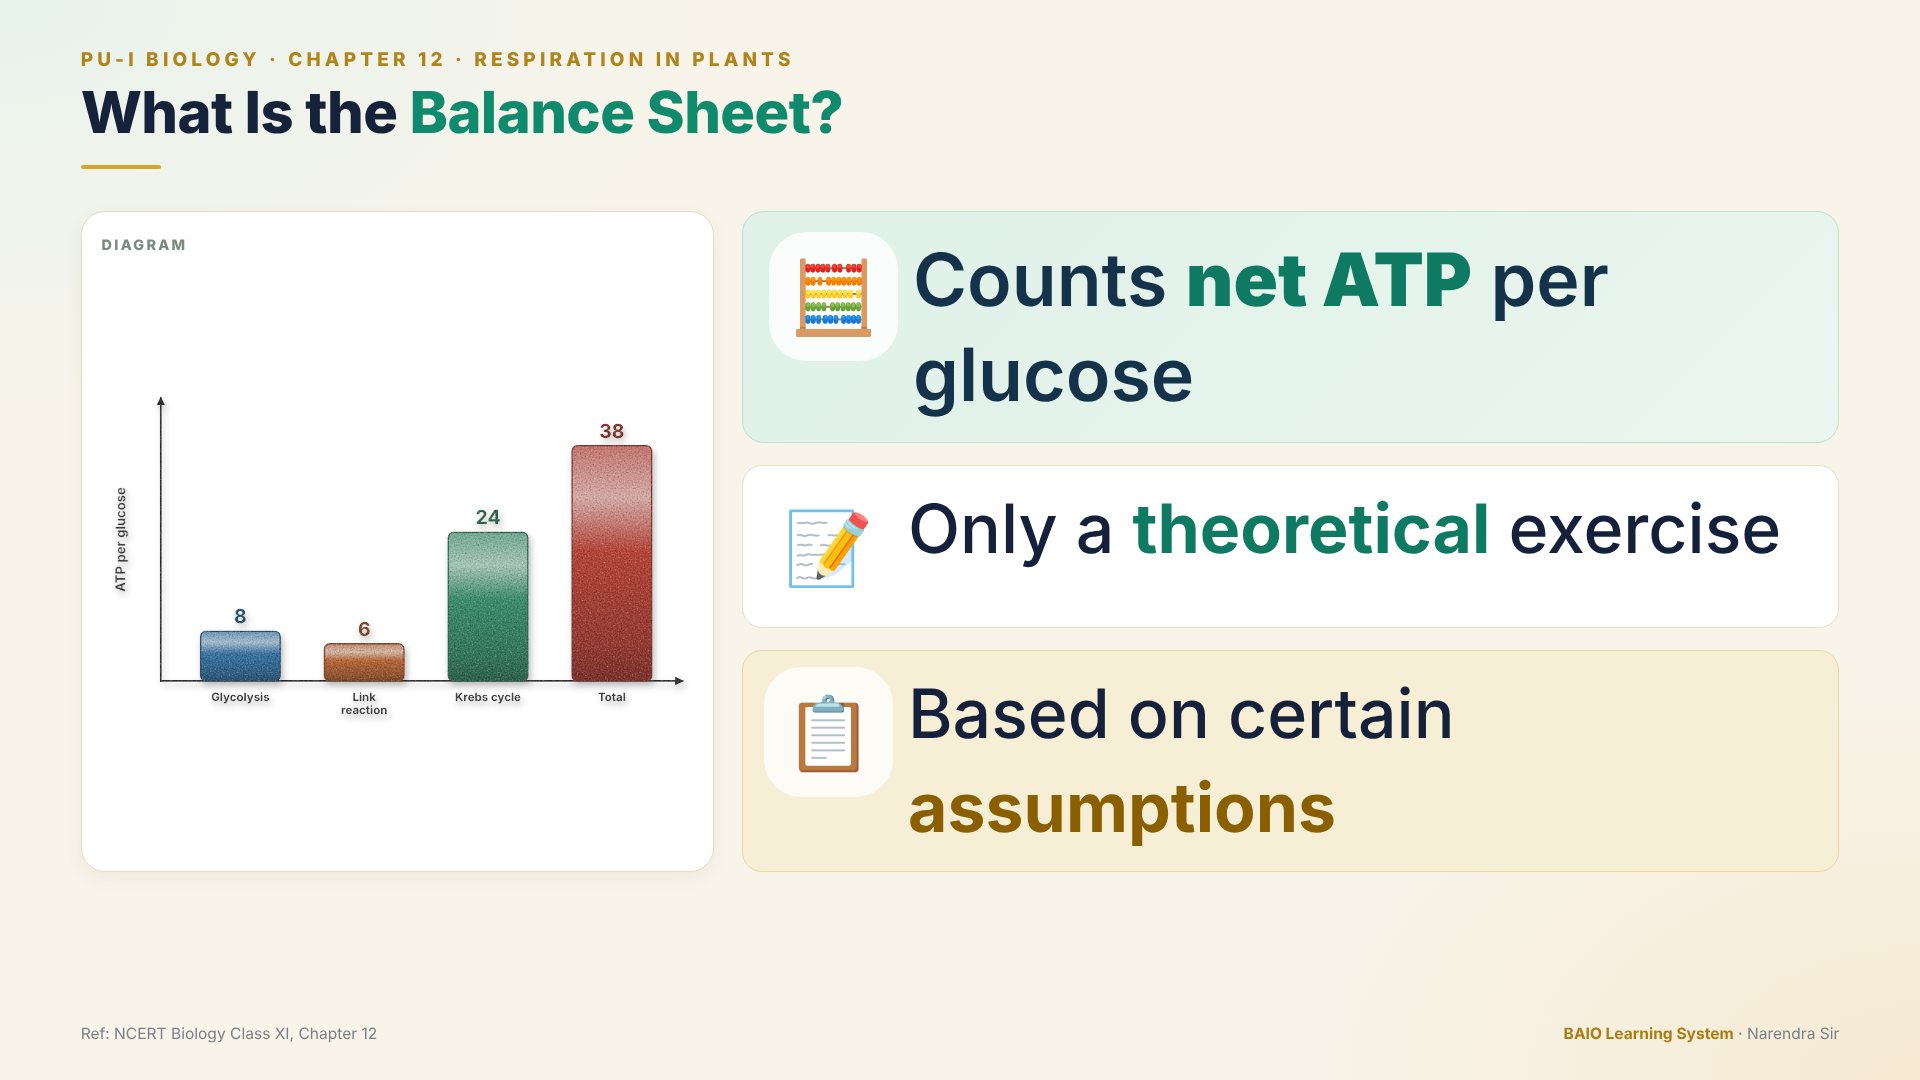 PU-I BIOLOGY · CHAPTER 12 · RESPIRATION IN PLANTS
What Is the Balance Sheet?
DIAGRAM
ATP per glucose
8
6
24
38
Glycolysis
Link
reaction
Krebs cycle
Total
Counts net ATP per
glucose
Only a theoretical exercise
Based on certain
assumptions
Ref: NCERT Biology Class XI, Chapter 12
BAIO Learning System · Narendra Sir